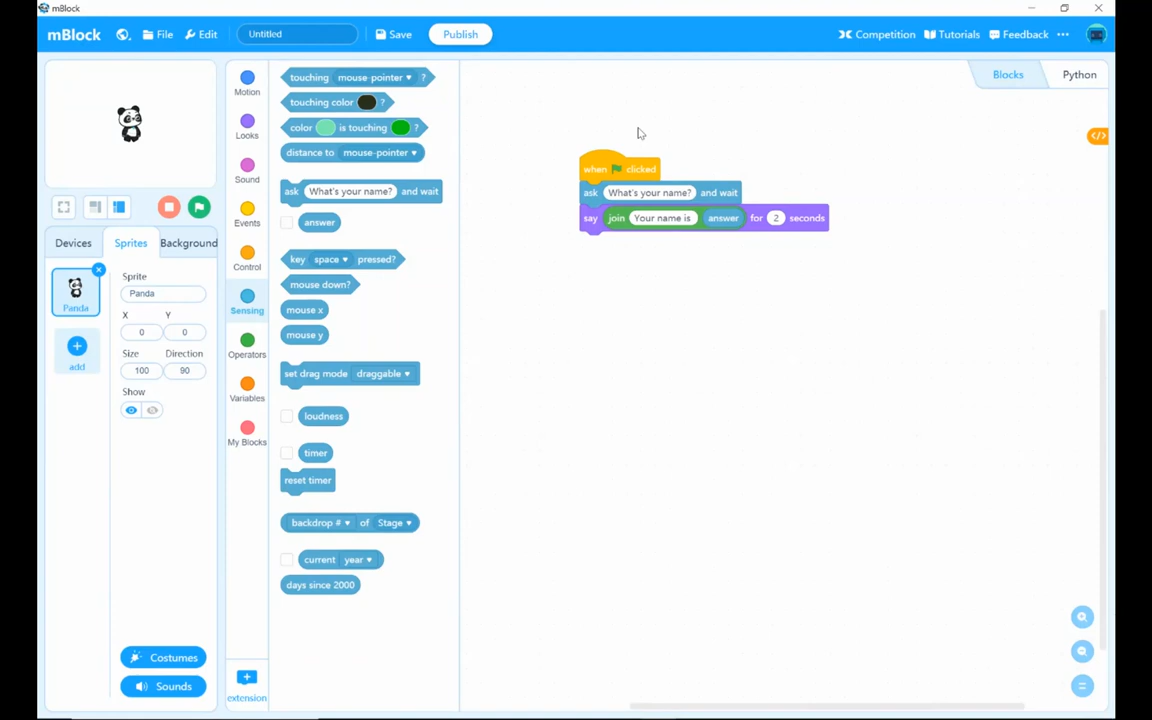 mBlock
mBlock File Edit Untitled Save Publish Competition Tutorials Feedback
Blocks Python
Motion
Looks
Sound
Events
Control
Sensing
Operators
Variables
My Blocks
extension
touching mouse-pointer ?
touching color ?
color is touching ?
distance to mouse-pointer
ask What's your name? and wait
answer
key space pressed?
mouse down?
mouse x
mouse y
set drag mode draggable
loudness
timer
reset timer
backdrop # of Stage
current year
days since 2000
when clicked
ask What's your name? and wait
say join Your name is answer for 2 seconds
Devices Sprites Background
Panda
add
Sprite
Panda
X Y
0 0
Size Direction
100 90
Show
Costumes
Sounds